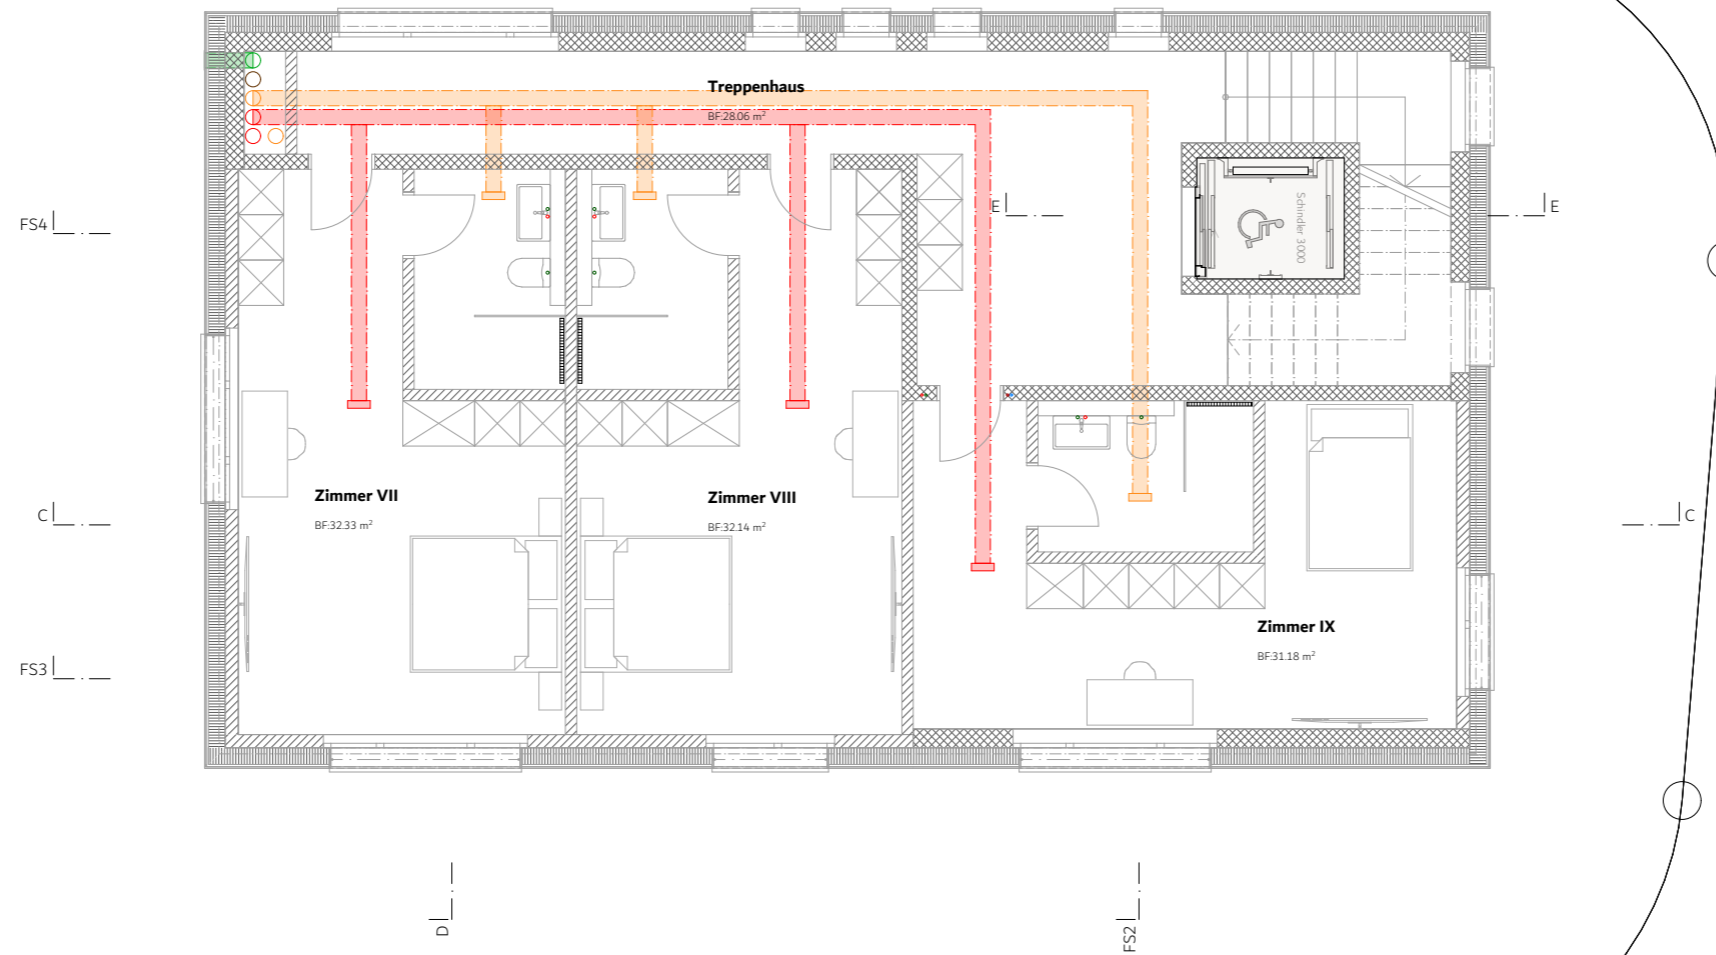 Treppenhaus
BF:28.06 m²
Schindler 3000
FS4
E
E
Zimmer VII
BF:32.33 m²
Zimmer VIII
BF:32.14 m²
C
C
Zimmer IX
BF:31.18 m²
FS3
D
FS2